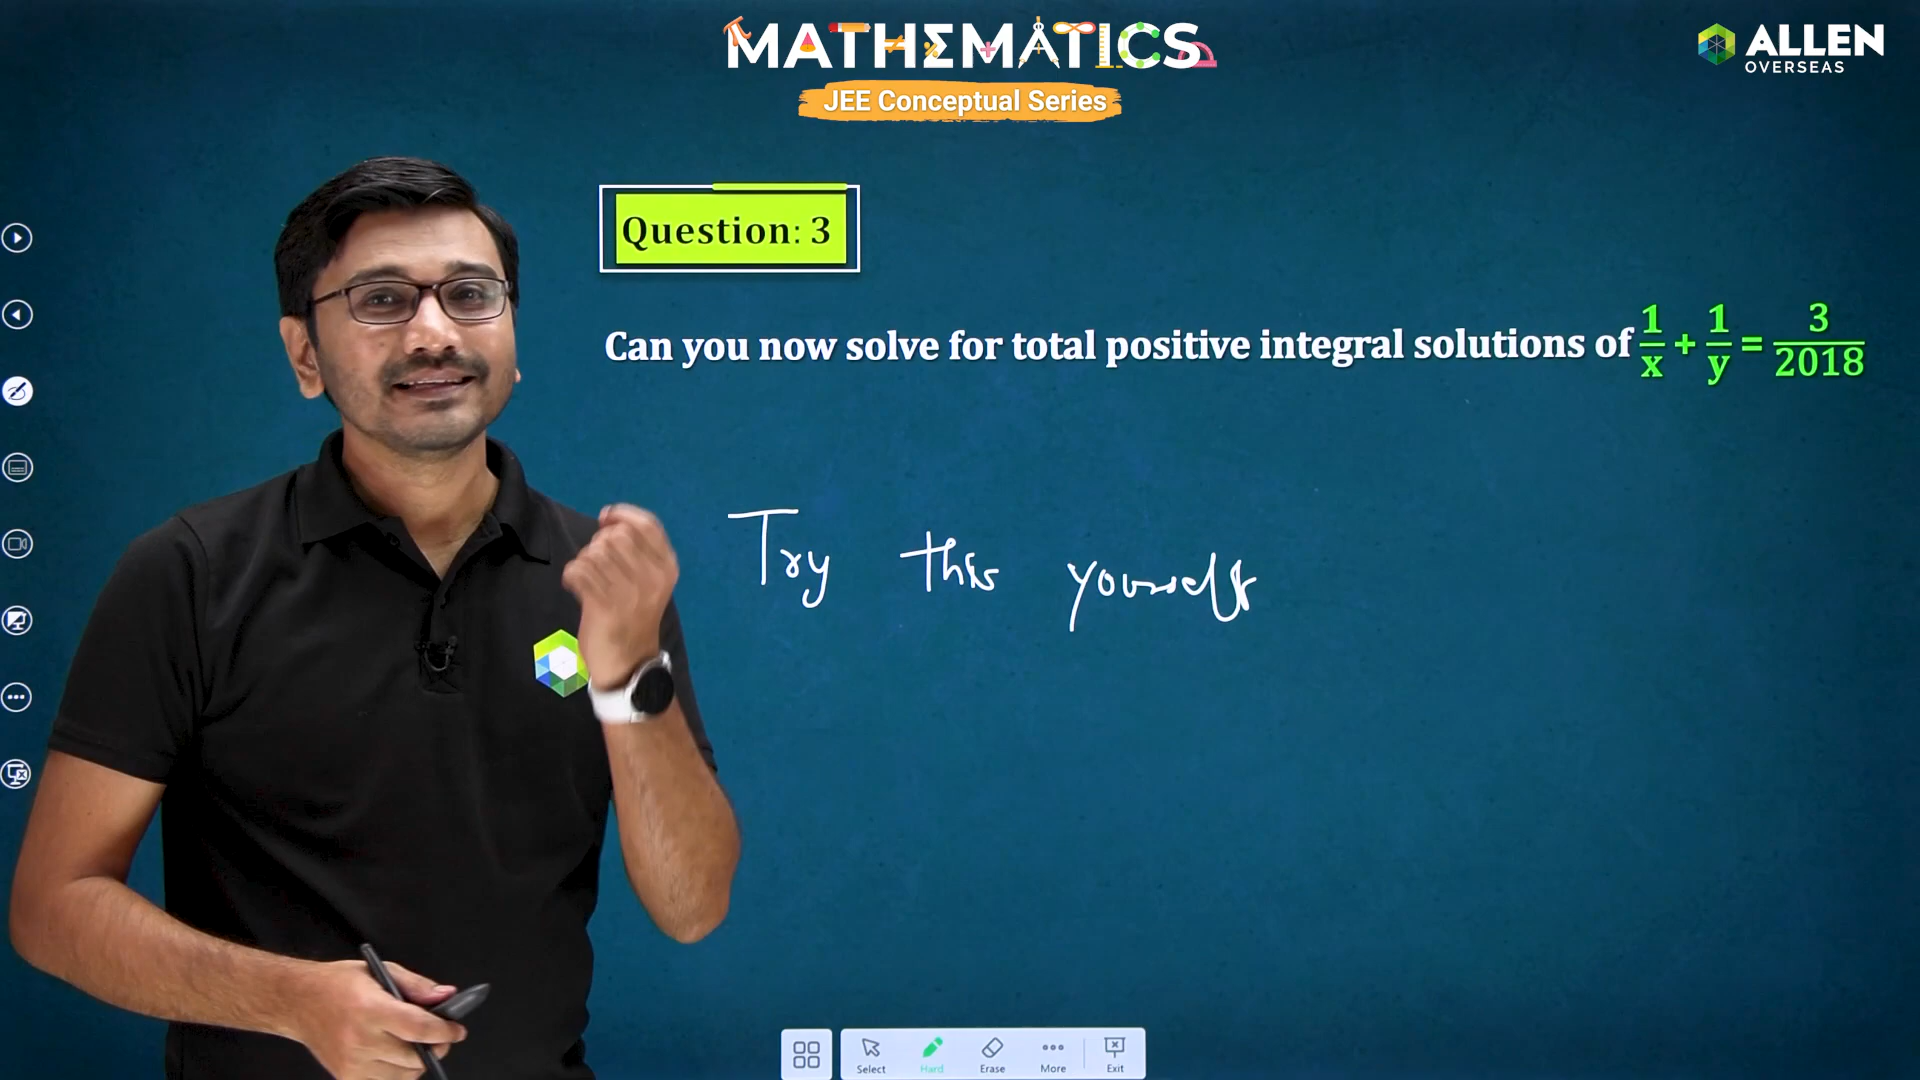 MATHEMATICS
JEE Conceptual Series
ALLEN
OVERSEAS
Question: 3
Can you now solve for total positive integral solutions of 1/x + 1/y = 3/2018
Try this yourself
Select
Hard
Erase
More
Exit